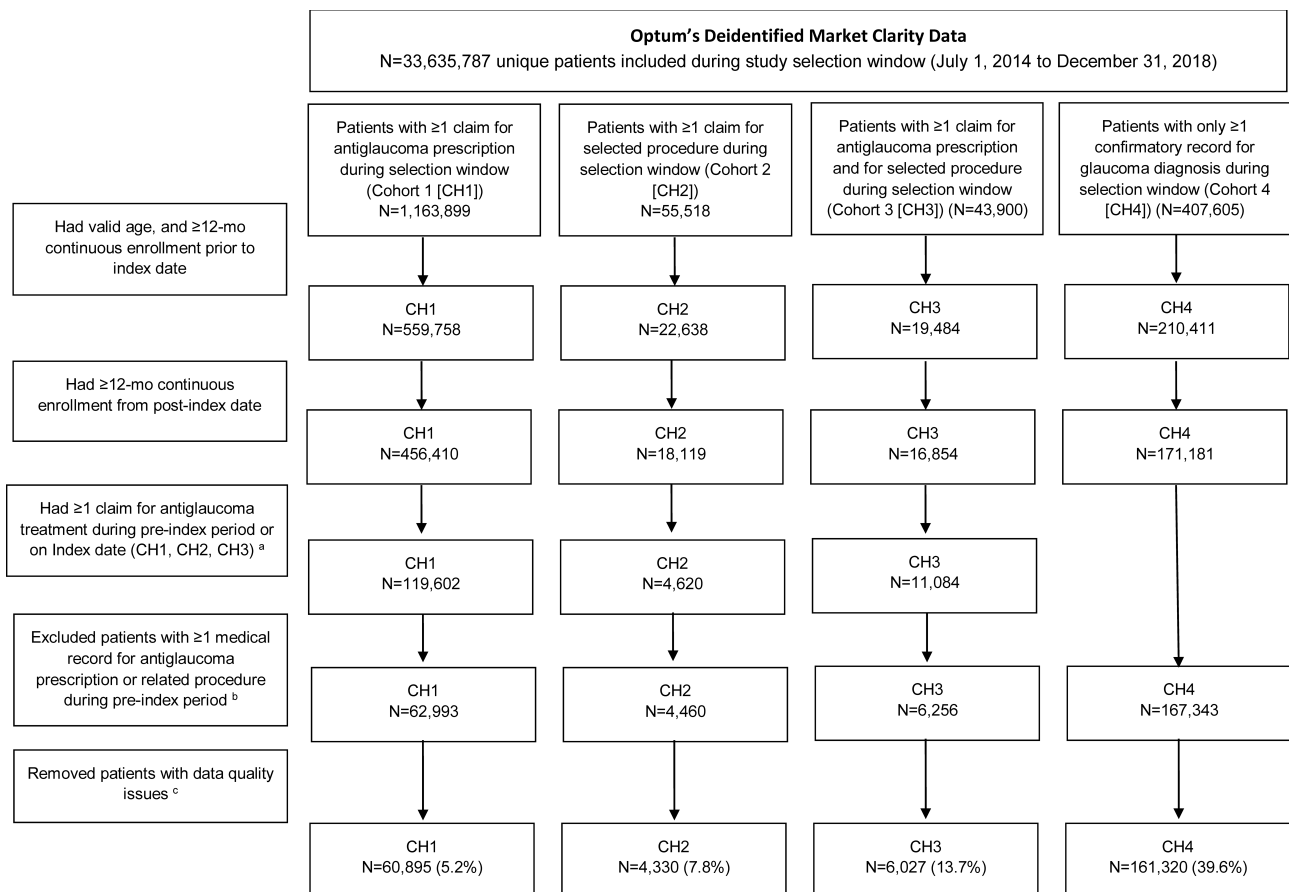 Optum's Deidentified Market Clarity Data
N=33,635,787 unique patients included during study selection window (July 1, 2014 to December 31, 2018)
Patients with ≥1 claim for
antiglaucoma prescription
during selection window
(Cohort 1 [CH1])
N=1,163,899
Patients with ≥1 claim for
selected procedure during
selection window (Cohort 2
[CH2])
N=55,518
Patients with ≥1 claim for
antiglaucoma prescription
and for selected procedure
during selection window
(Cohort 3 [CH3]) (N=43,900)
Patients with only ≥1
confirmatory record for
glaucoma diagnosis during
selection window (Cohort 4
[CH4]) (N=407,605)
Had valid age, and ≥12-mo
continuous enrollment prior to
index date
CH1
N=559,758
CH2
N=22,638
CH3
N=19,484
CH4
N=210,411
Had ≥12-mo continuous
enrollment from post-index date
CH1
N=456,410
CH2
N=18,119
CH3
N=16,854
CH4
N=171,181
Had ≥1 claim for antiglaucoma
treatment during pre-index period or
on Index date (CH1, CH2, CH3) a
CH1
N=119,602
CH2
N=4,620
CH3
N=11,084
Excluded patients with ≥1 medical
record for antiglaucoma
prescription or related procedure
during pre-index period b
CH1
N=62,993
CH2
N=4,460
CH3
N=6,256
CH4
N=167,343
Removed patients with data quality
issues c
CH1
N=60,895 (5.2%)
CH2
N=4,330 (7.8%)
CH3
N=6,027 (13.7%)
CH4
N=161,320 (39.6%)